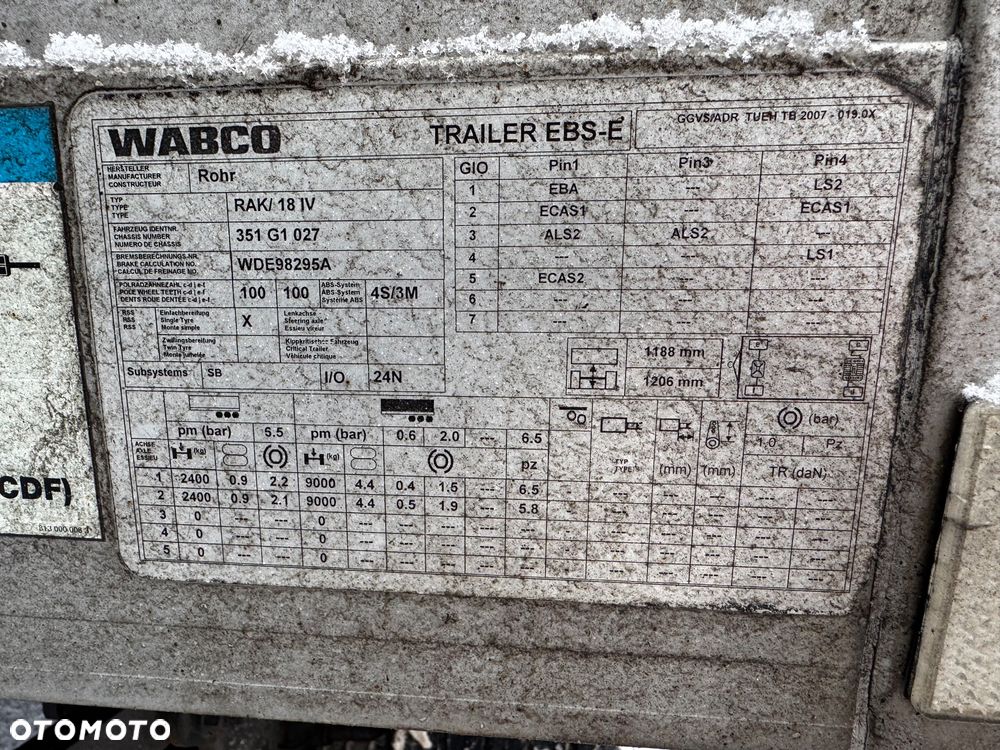 WABCO
TRAILER EBS-E
GGVS/ADR TUEH TB 2007 - 019.0X
HERSTELLER
MANUFACTURER
CONSTRUCTEUR
Rohr
TYP
TYPE
TYPE
RAK/ 18 IV
FAHRZEUG IDENTNR.
CHASSIS NUMBER
NUMERO DE CHASSIS
351 G1 027
BREMSBERECHNUNGS-NR.
BRAKE CALCULATION NO.
CALCUL DE FREINAGE NO.
WDE98295A
POLRADZÄHNEZAHL c-d | e-f
POLE WHEEL TEETH c-d | e-f
DENTS ROUE DENTÉE c-d | e-f
100 100
ABS-System
ABS-System
Système ABS
4S/3M
RSS Einfachbereifung
RSS Single Tyre
RSS Monte simple
X
Lenkachse
Steering axle
Essieu vireur
Zwillingsbereifung
Twin Tyre
Monte jumelée
Kippkritisches Fahrzeug
Critical Trailer
Véhicule critique
Subsystems SB I/O 24N
GIO Pin1 Pin3 Pin4
1 EBA --- LS2
2 ECAS1 --- ECAS1
3 ALS2 ALS2 ---
4 --- --- LS1
5 ECAS2 --- ---
6 --- --- ---
7 --- --- ---
1188 mm
1206 mm
pm (bar) 6.5 pm (bar) 0.6 2.0 --- 6.5
(bar)
1.0 Pz
ACHSE
AXLE
ESSIEU
(kg) (kg) pz
TYP
TYPE
(mm) (mm) TR (daN)
1 2400 0.9 2.2 9000 4.4 0.4 1.5 --- 6.5 --- --- --- --- --- ---
2 2400 0.9 2.1 9000 4.4 0.5 1.9 --- 5.8 --- --- --- --- --- ---
3 0 --- --- 0 --- --- --- --- --- --- --- --- --- --- ---
4 0 --- --- 0 --- --- --- --- --- --- --- --- --- --- ---
5 0 --- --- 0 --- --- --- --- --- --- --- --- --- --- ---
CDF)
OTOMOTO